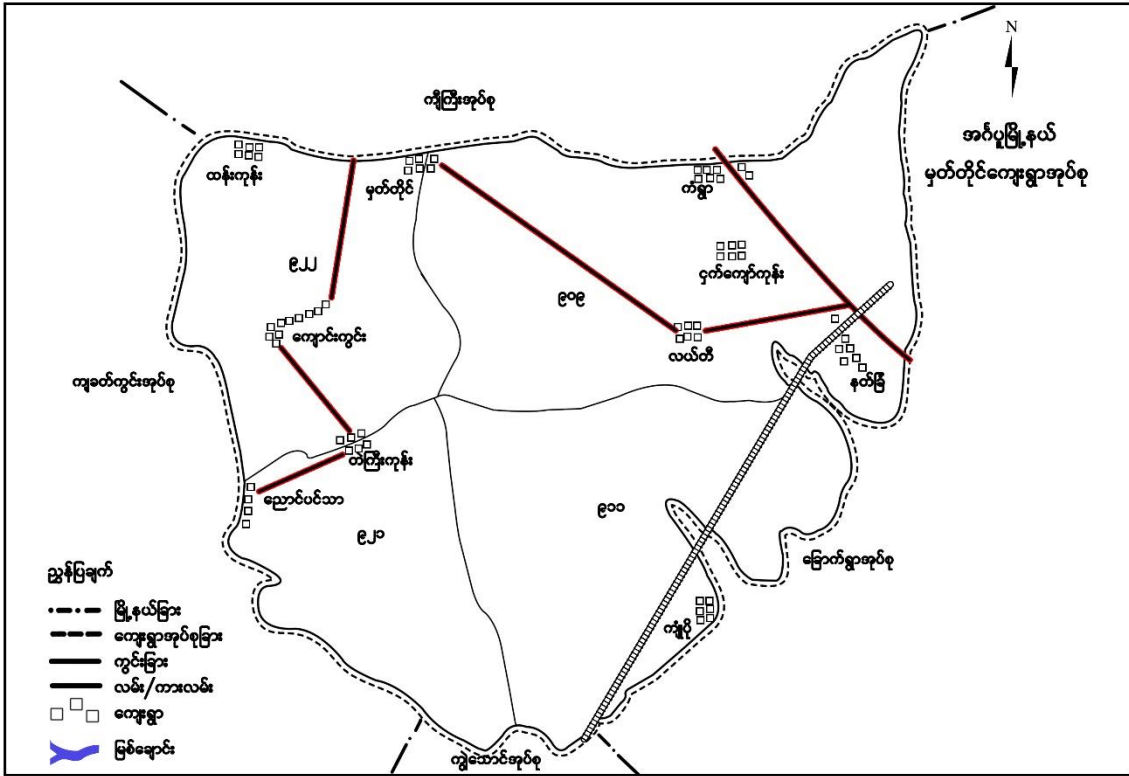 N
ကျီကြီးအုပ်စု
အင်္ဂပူမြို့နယ်
မှတ်တိုင်ကျေးရွာအုပ်စု
ထန်းကုန်း
မှတ်တိုင်
ကံရွာ
၉၂၂
၉၀၉
ငှက်ကျော်ကုန်း
ကျောင်းကွင်း
လယ်တီ
နတ်ခြံ
ကျခတ်ကွင်းအုပ်စု
တဲကြီးကုန်း
ညောင်ပင်သာ
၉၂၁
၉၁၁
ခြောက်ရွာအုပ်စု
ကျုံပို
ကျွဲသောင်အုပ်စု
ညွှန်ပြချက်
မြို့နယ်ခြား
ကျေးရွာအုပ်စုခြား
ကွင်းခြား
လမ်း/ကားလမ်း
ကျေးရွာ
မြစ်ချောင်း